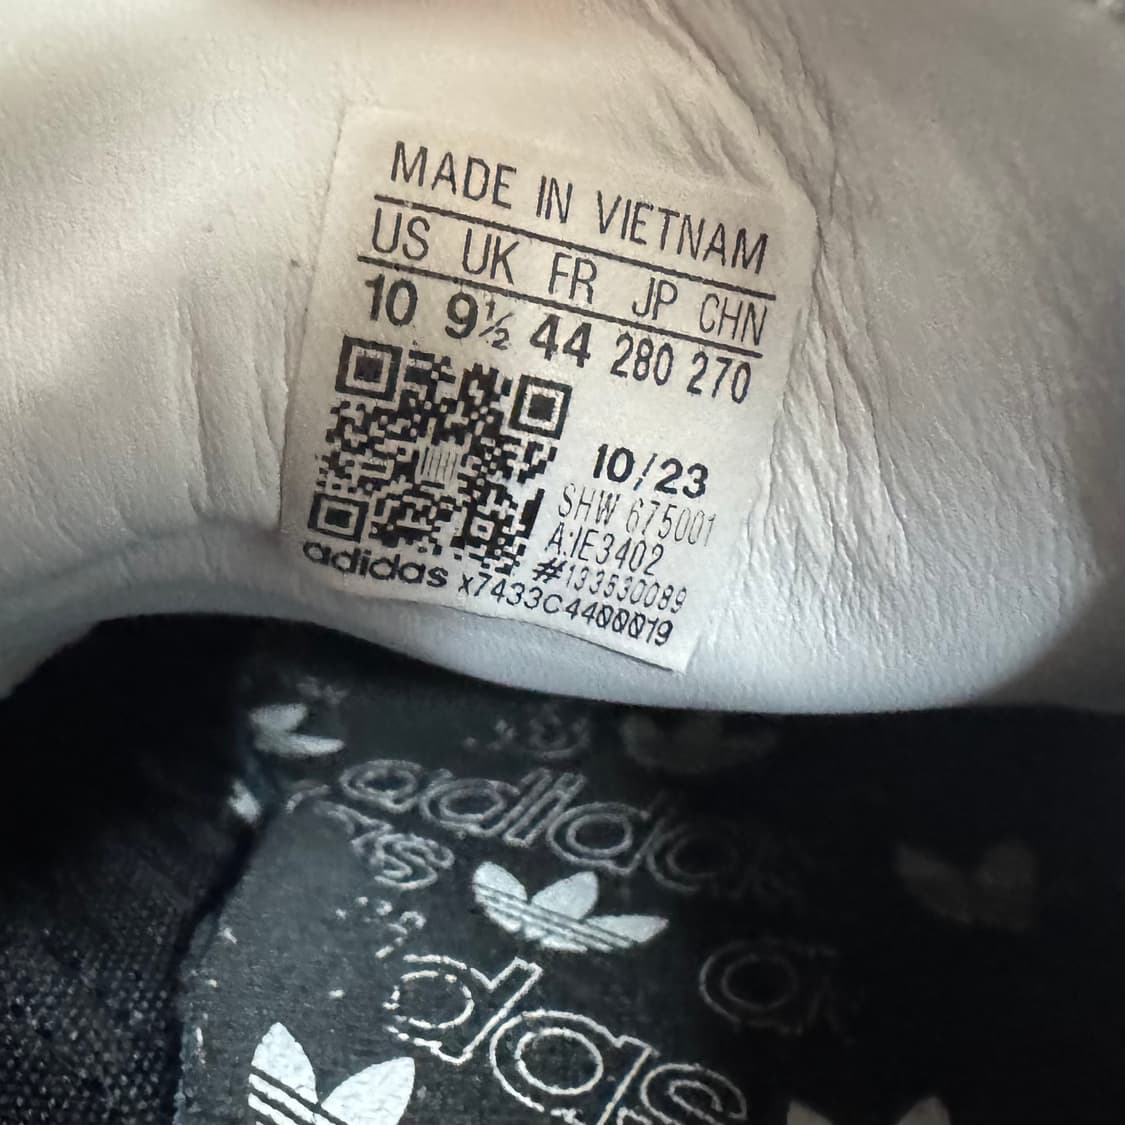 MADE IN VIETNAM
US UK FR JP CHN
10 9½ 44 280 270
10/23
SHW 675001
A:IE3402
#133530089
adidas x7433C4400019
adidas
das